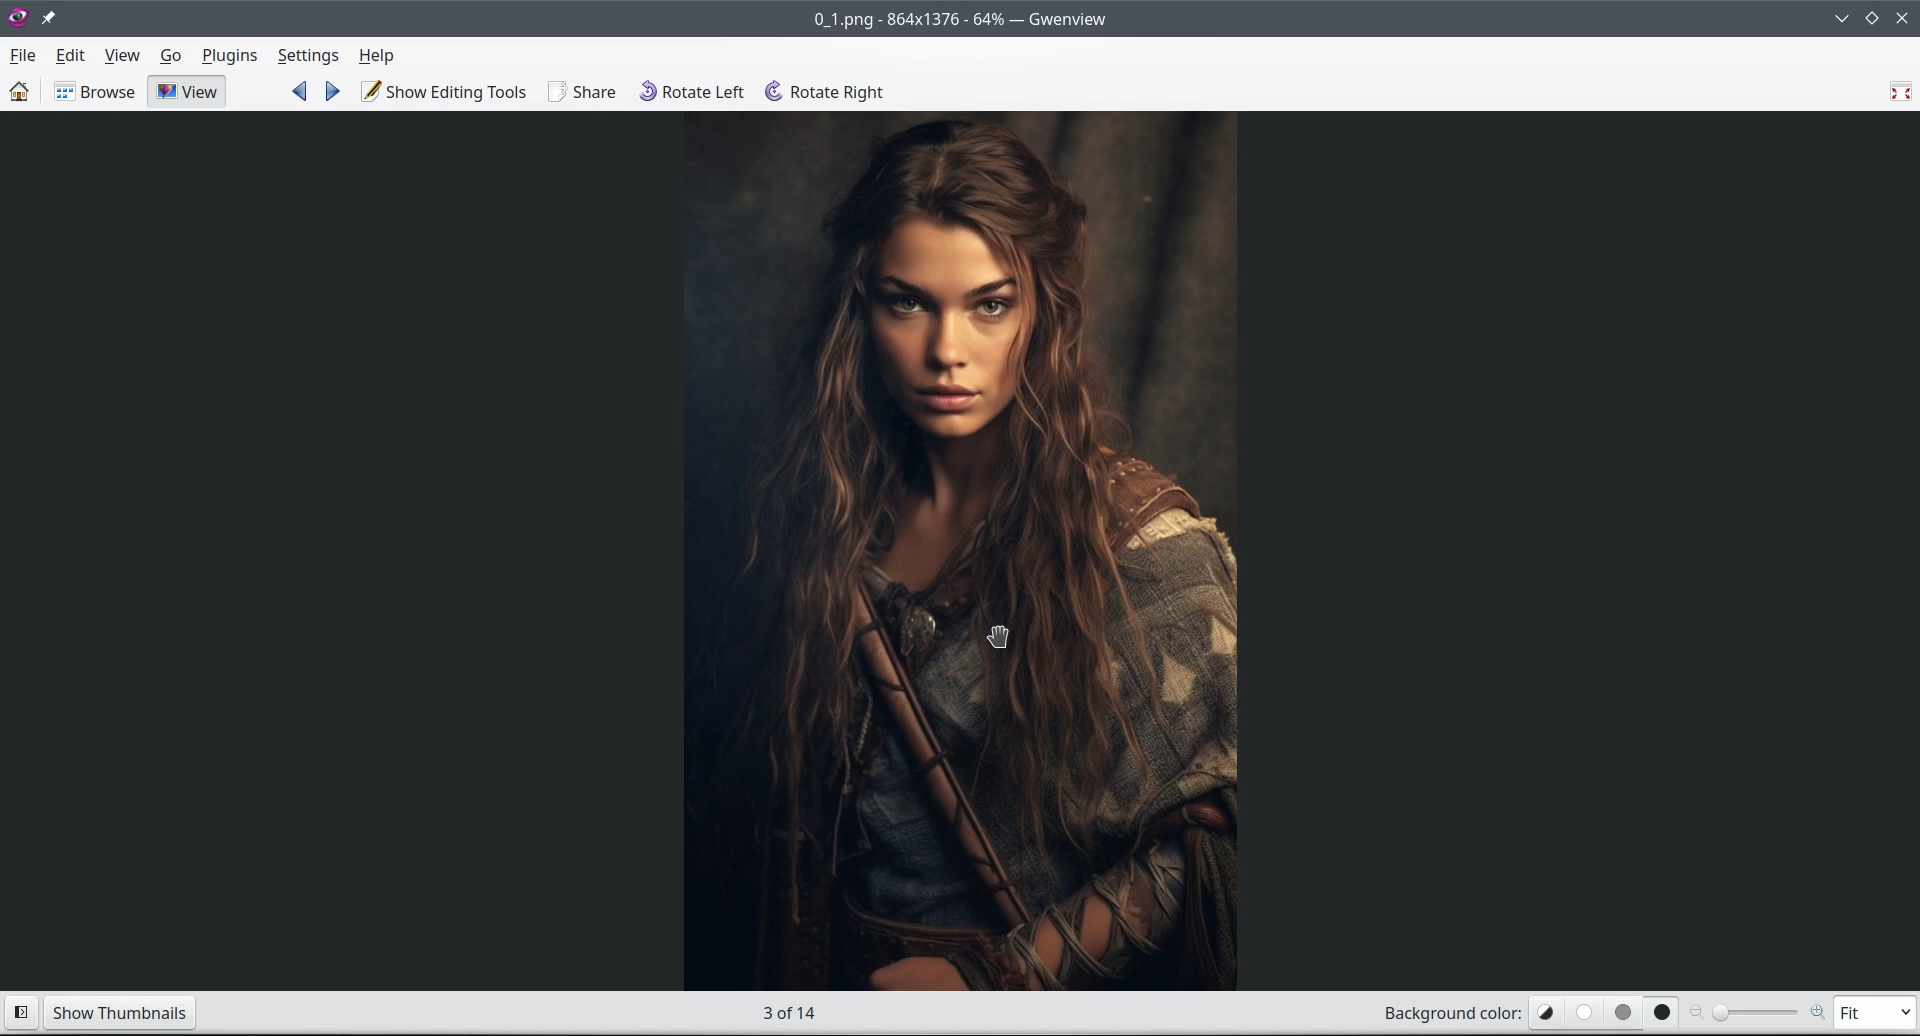 0_1.png - 864x1376 - 64% — Gwenview
File Edit View Go Plugins Settings Help
Browse View Show Editing Tools Share Rotate Left Rotate Right
Show Thumbnails 3 of 14 Background color: Fit